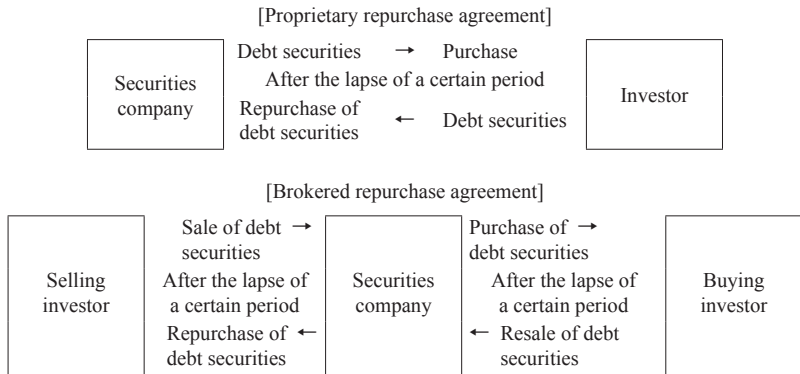 [Proprietary repurchase agreement]
Securities
company
Debt securities → Purchase
After the lapse of a certain period
Repurchase of
debt securities ← Debt securities
Investor
[Brokered repurchase agreement]
Selling
investor
Sale of debt →
securities
After the lapse of
a certain period
Repurchase of ←
debt securities
Securities
company
Purchase of →
debt securities
After the lapse of
a certain period
← Resale of debt
securities
Buying
investor